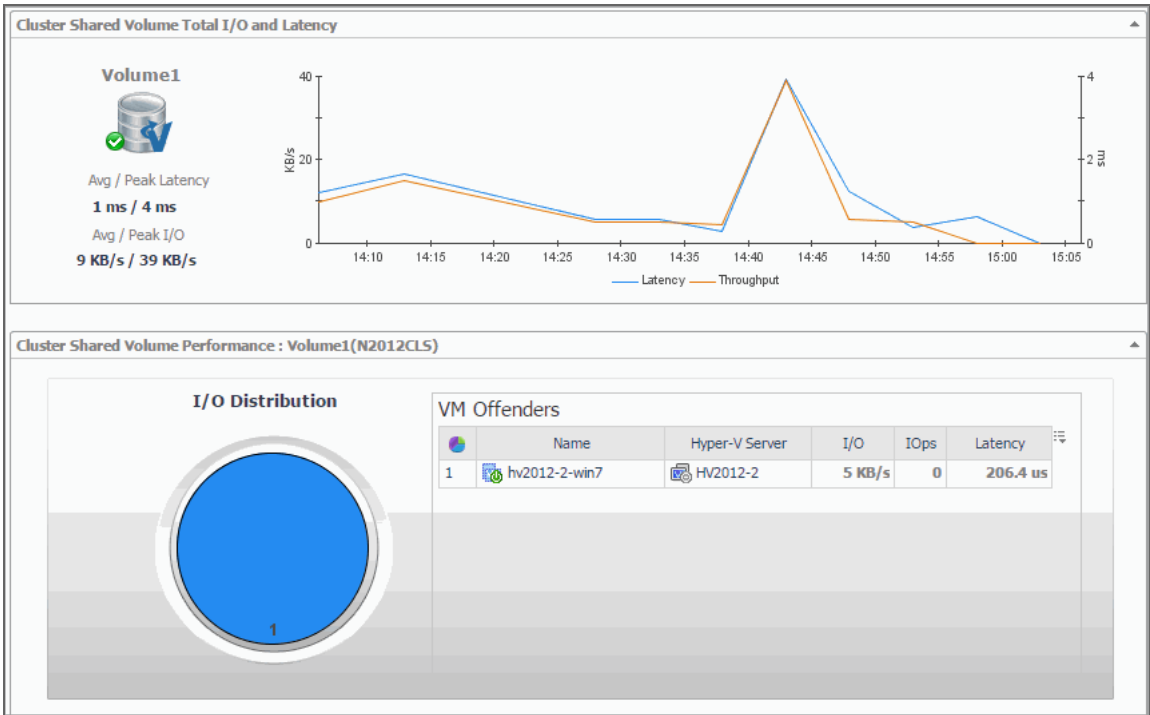 Cluster Shared Volume Total I/O and Latency
Volume1
Avg / Peak Latency
1 ms / 4 ms
Avg / Peak I/O
9 KB/s / 39 KB/s
40
20
0
KB/s
4
2
0
ms
14:10 14:15 14:20 14:25 14:30 14:35 14:40 14:45 14:50 14:55 15:00 15:05
Latency Throughput
Cluster Shared Volume Performance : Volume1(N2012CLS)
I/O Distribution
1
VM Offenders
Name Hyper-V Server I/O IOps Latency
1 hv2012-2-win7 HV2012-2 5 KB/s 0 206.4 us